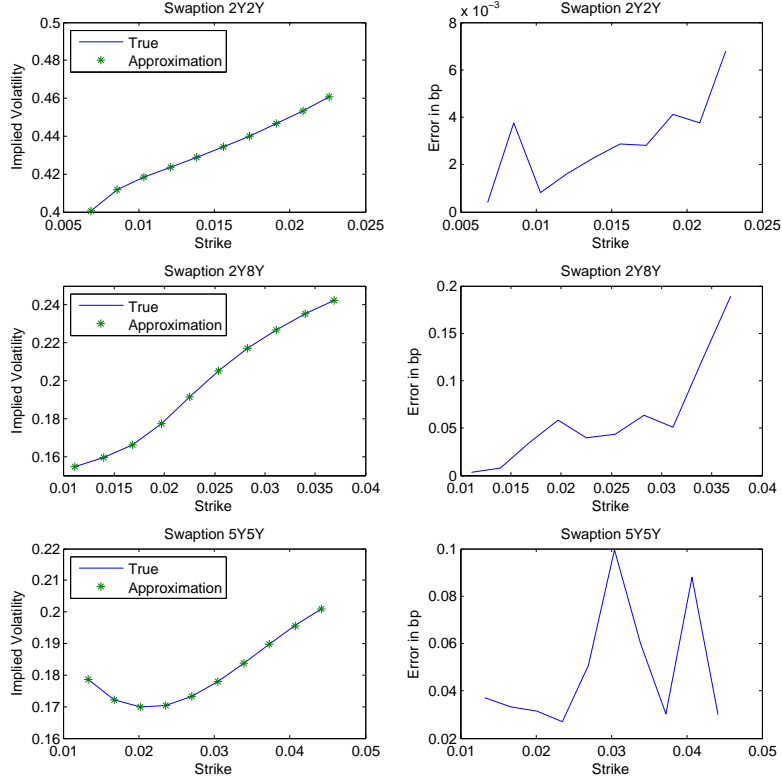 Swaption 2Y2Y
0.5
0.48
0.46
0.44
0.42
0.4
0.005
0.01
0.015
0.02
0.025
Strike
Implied Volatility
True
Approximation
Swaption 2Y2Y
x 10⁻³
8
6
4
2
0
0.005
0.01
0.015
0.02
0.025
Strike
Error in bp
Swaption 2Y8Y
0.24
0.22
0.2
0.18
0.16
0.01
0.015
0.02
0.025
0.03
0.035
0.04
Strike
Implied Volatility
True
Approximation
Swaption 2Y8Y
0.2
0.15
0.1
0.05
0
0.01
0.015
0.02
0.025
0.03
0.035
0.04
Strike
Error in bp
Swaption 5Y5Y
0.22
0.21
0.2
0.19
0.18
0.17
0.16
0.01
0.02
0.03
0.04
0.05
Strike
Implied Volatility
True
Approximation
Swaption 5Y5Y
0.1
0.08
0.06
0.04
0.02
0.01
0.02
0.03
0.04
0.05
Strike
Error in bp